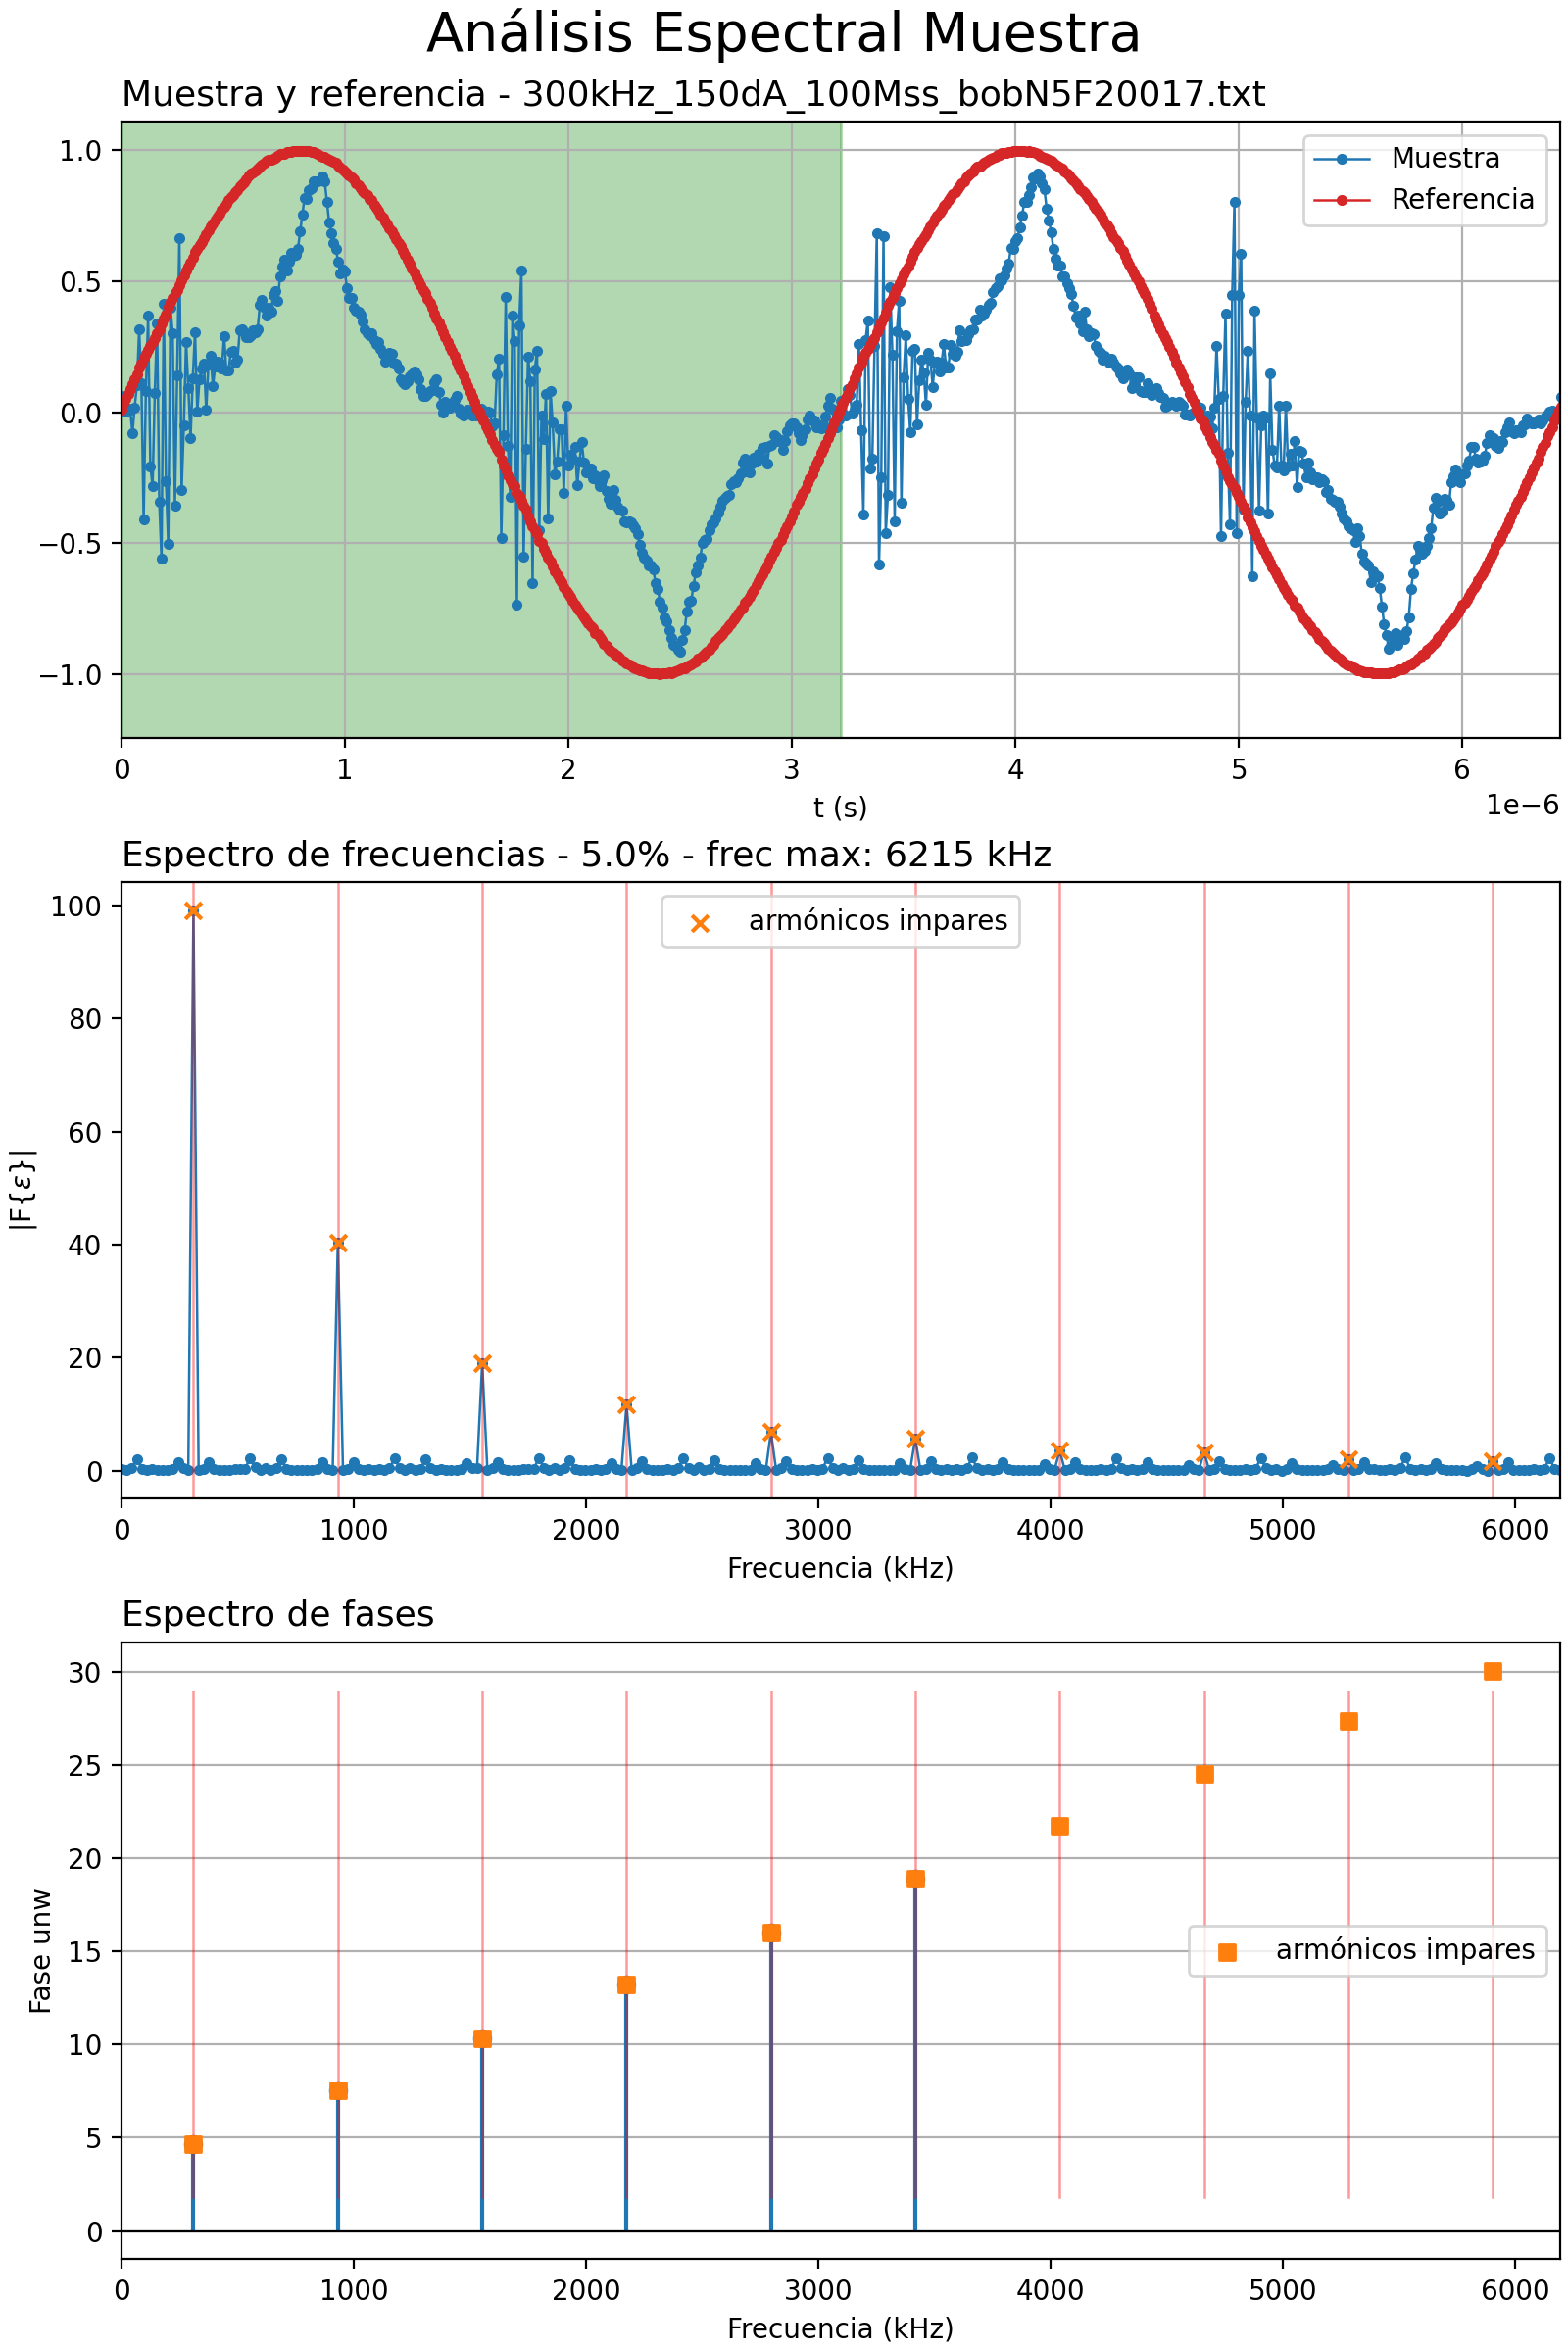 Análisis Espectral Muestra
Muestra y referencia - 300kHz_150dA_100Mss_bobN5F20017.txt
1.0
0.5
0.0
−0.5
−1.0
Muestra
Referencia
0 1 2 3 4 5 6
t (s)
1e−6
Espectro de frecuencias - 5.0% - frec max: 6215 kHz
100
80
60
40
20
0
|F{ε}|
armónicos impares
0 1000 2000 3000 4000 5000 6000
Frecuencia (kHz)
Espectro de fases
30
25
20
15
10
5
0
Fase unw
armónicos impares
0 1000 2000 3000 4000 5000 6000
Frecuencia (kHz)